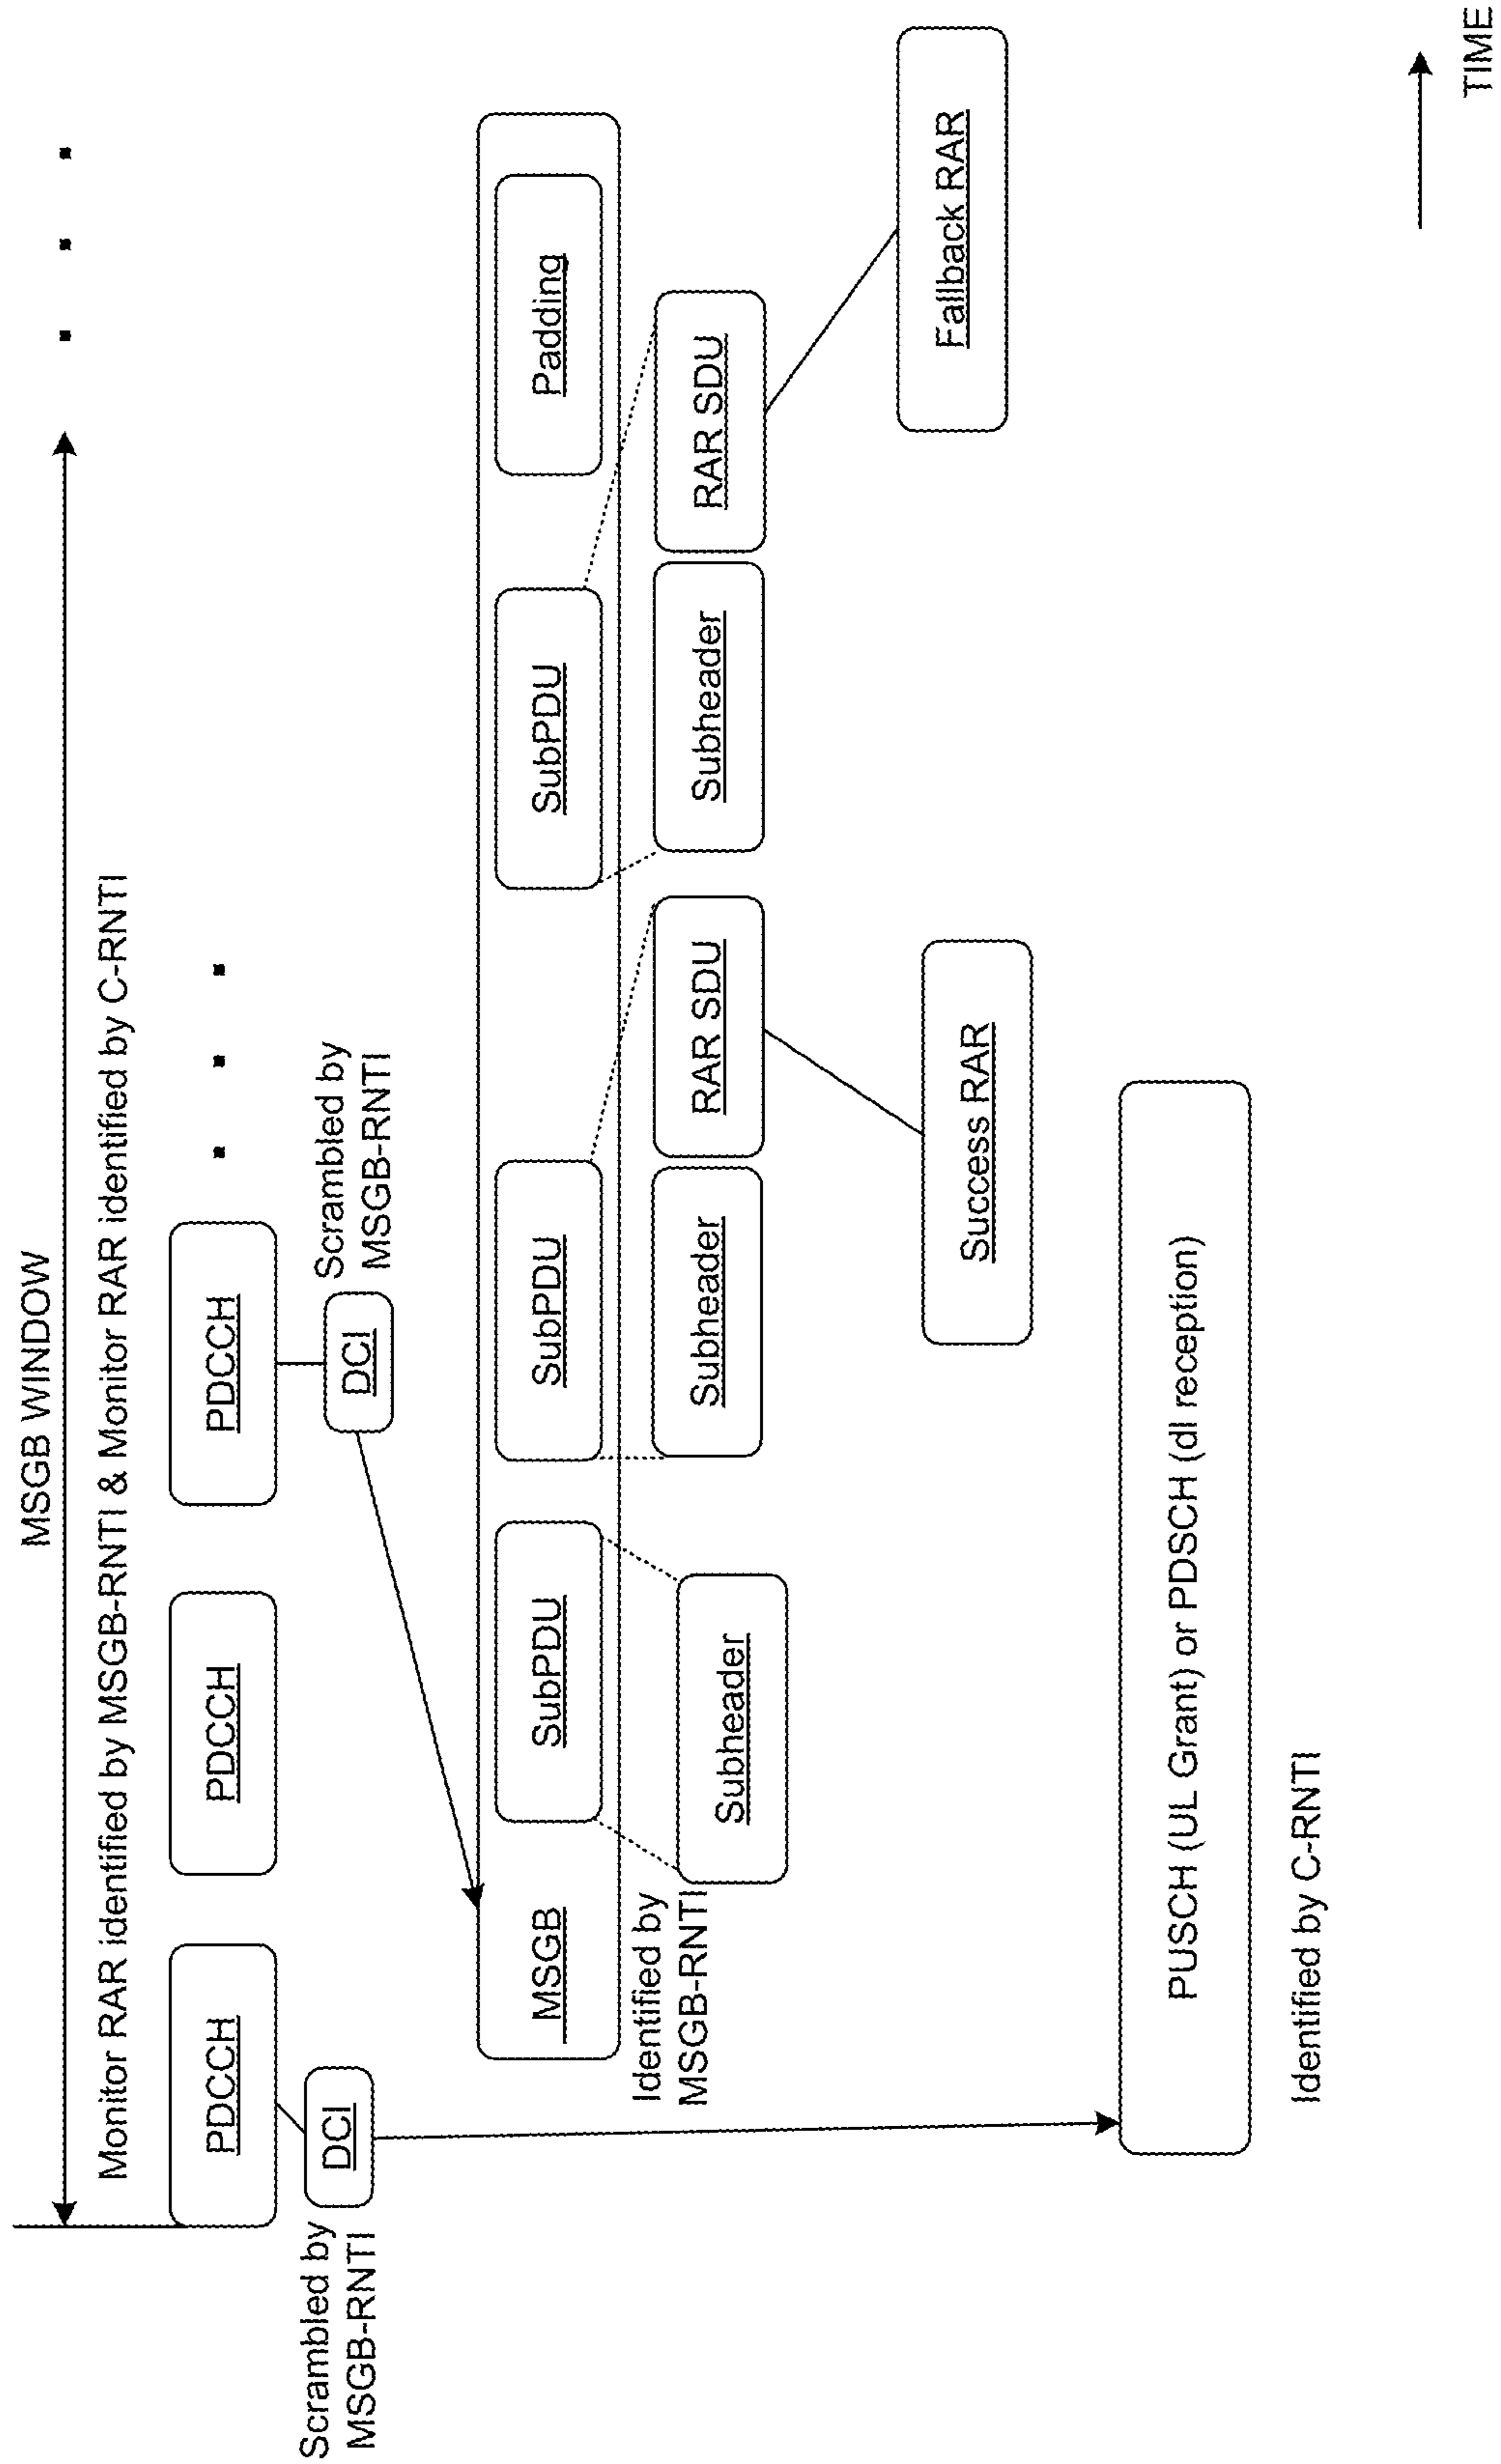 MSGB WINDOW
Monitor RAR identified by MSGB-RNTI & Monitor RAR identified by C-RNTI
PDCCH
PDCCH
PDCCH
Scrambled by
MSGB-RNTI
DCI
DCI
Scrambled by
MSGB-RNTI
MSGB
SubPDU
SubPDU
SubPDU
Padding
Identified by
MSGB-RNTI
Subheader
Subheader
RAR SDU
Subheader
RAR SDU
Success RAR
Fallback RAR
PUSCH (UL Grant) or PDSCH (dl reception)
Identified by C-RNTI
TIME